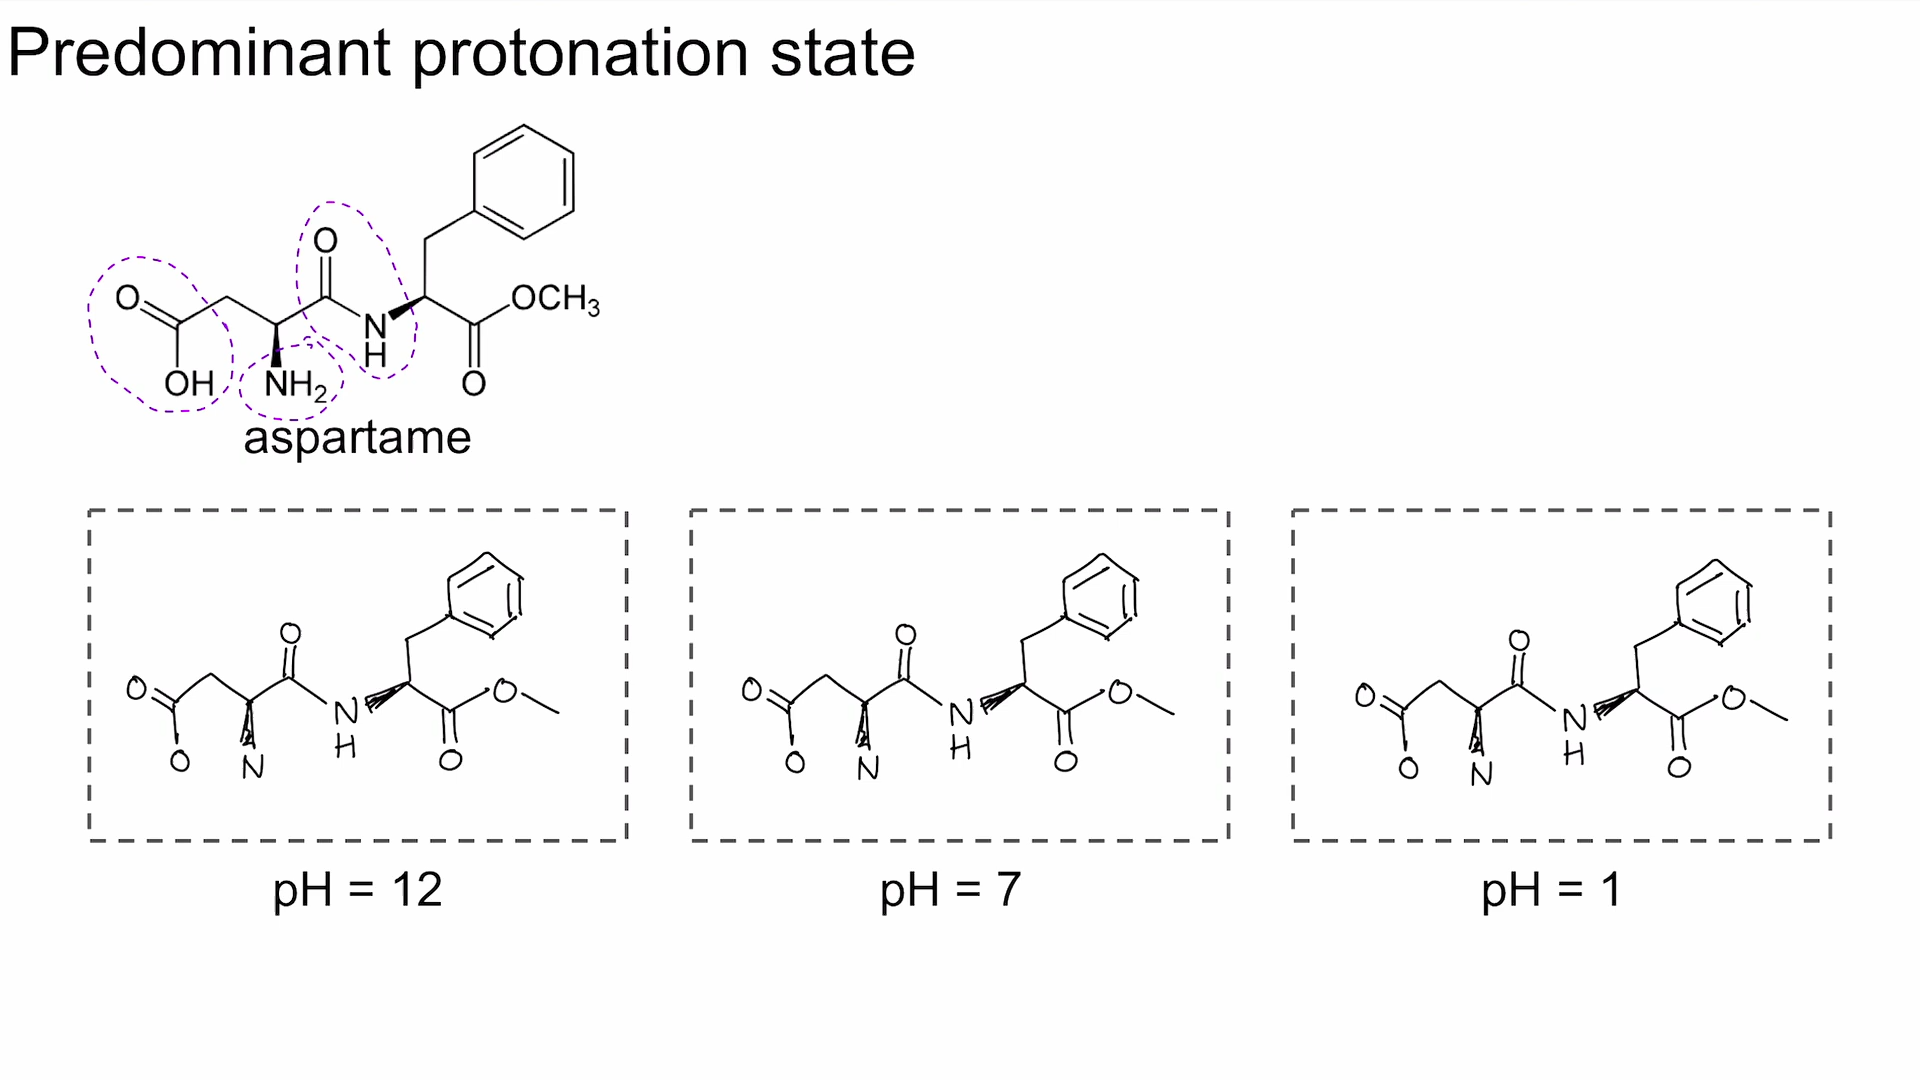 Predominant protonation state
O
O
OCH3
N
H
OH
NH2
O
aspartame
O
O
O
N
H
O
N
O
O
O
O
N
H
O
N
O
O
O
O
N
H
O
N
O
pH = 12
pH = 7
pH = 1